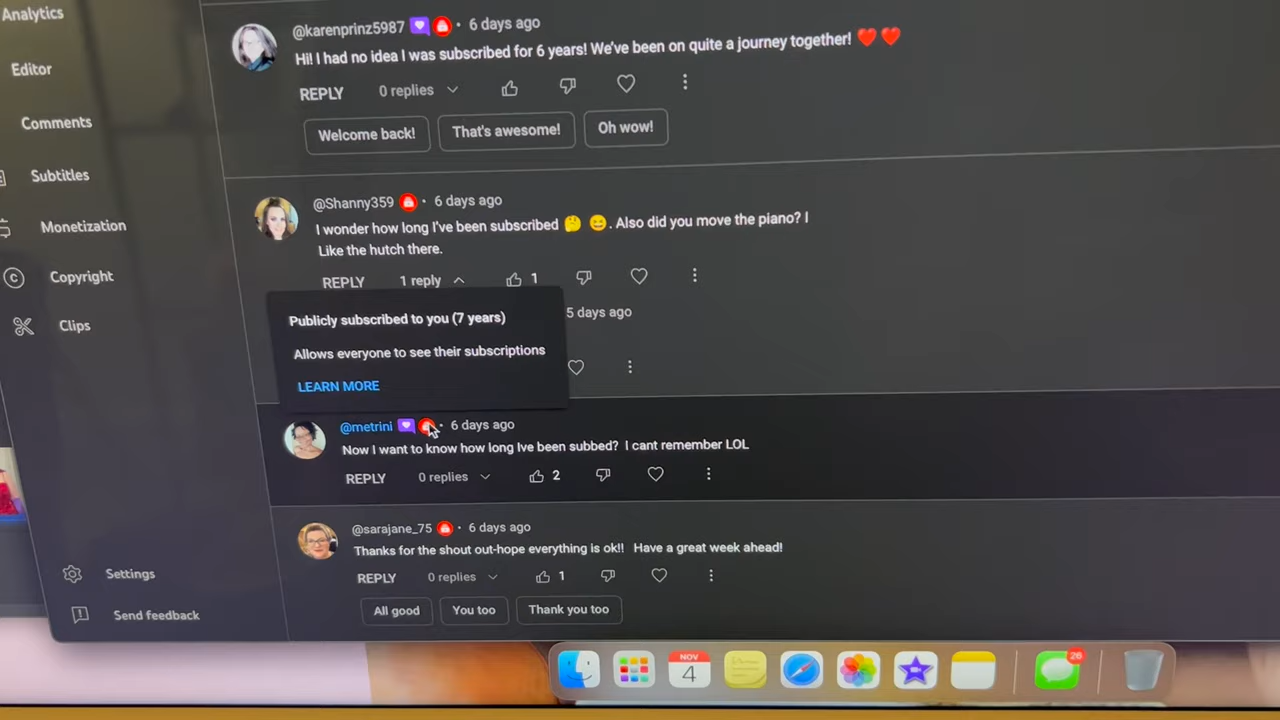 Analytics
Editor
Comments
Subtitles
Monetization
Copyright
Clips
Settings
Send feedback
@karenprinz5987 • 6 days ago
Hi! I had no idea I was subscribed for 6 years! We've been on quite a journey together! ❤️ ❤️
REPLY 0 replies
Welcome back! That's awesome! Oh wow!
@Shanny359 • 6 days ago
I wonder how long I've been subscribed 🤔 😆. Also did you move the piano? I
Like the hutch there.
REPLY 1 reply 1
5 days ago
Publicly subscribed to you (7 years)
Allows everyone to see their subscriptions
LEARN MORE
@metrini • 6 days ago
Now I want to know how long Ive been subbed? I cant remember LOL
REPLY 0 replies 2
@sarajane_75 • 6 days ago
Thanks for the shout out-hope everything is ok!! Have a great week ahead!
REPLY 0 replies 1
All good You too Thank you too
NOV
4
26